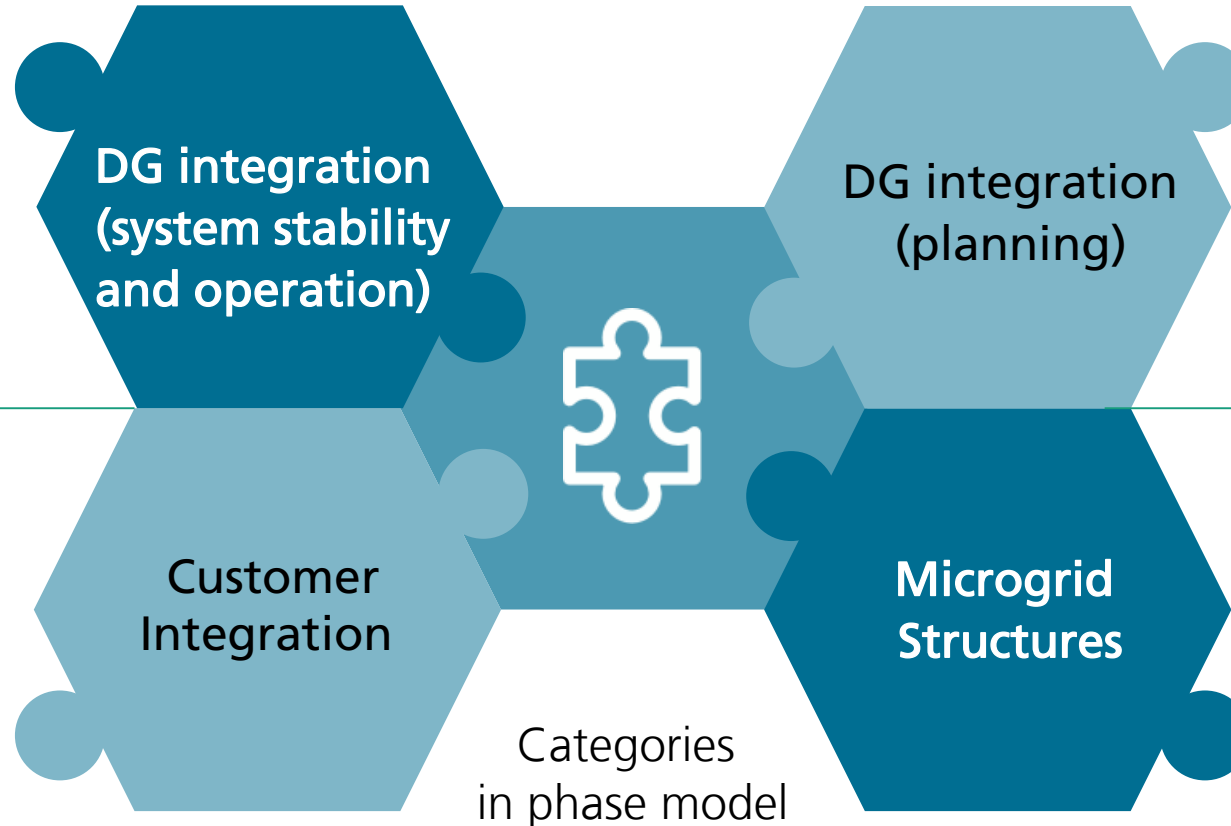 DG integration
(system stability
and operation)
DG integration
(planning)
Customer
Integration
Microgrid
Structures
Categories
in phase model